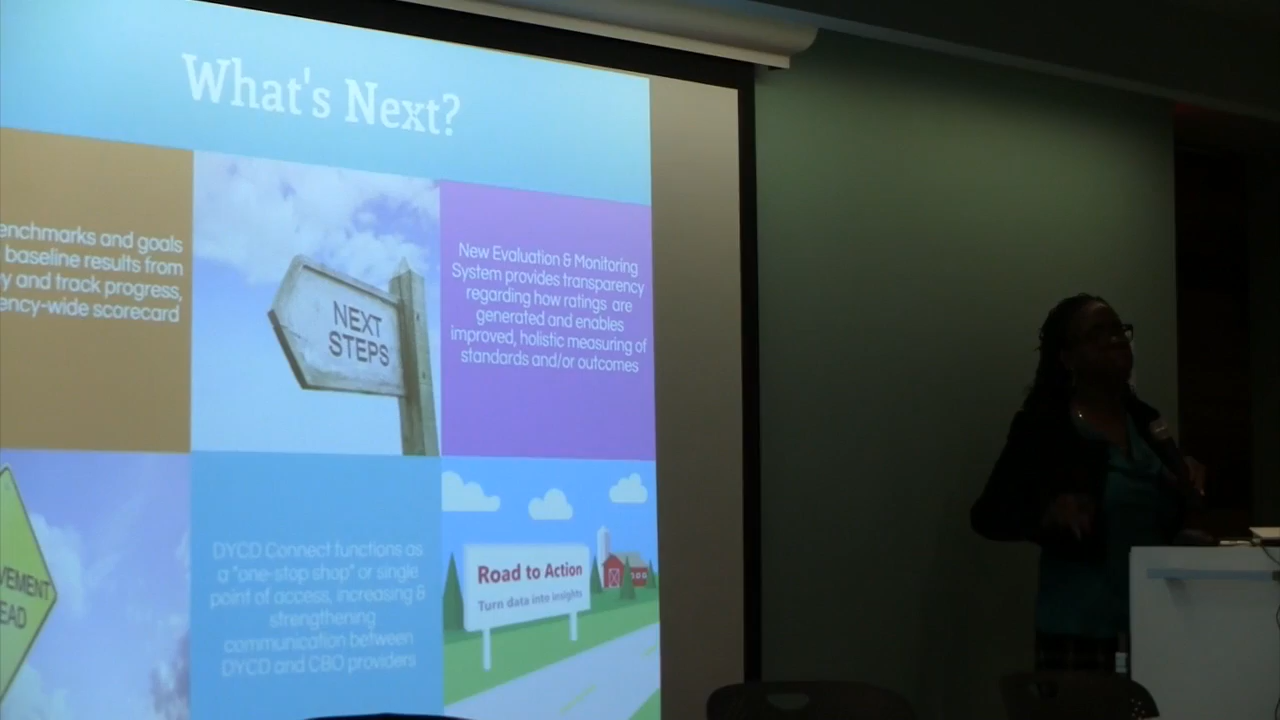 What's Next?
enchmarks and goals
baseline results from
y and track progress,
ency-wide scorecard
NEXT
STEPS
New Evaluation & Monitoring
System provides transparency
regarding how ratings are
generated and enables
improved, holistic measuring of
standards and/or outcomes
VEMENT
EAD
DYCD Connect functions as
a "one-stop shop" or single
point of access, increasing &
strengthening
communication between
DYCD and CBO providers
Road to Action
Turn data into insights